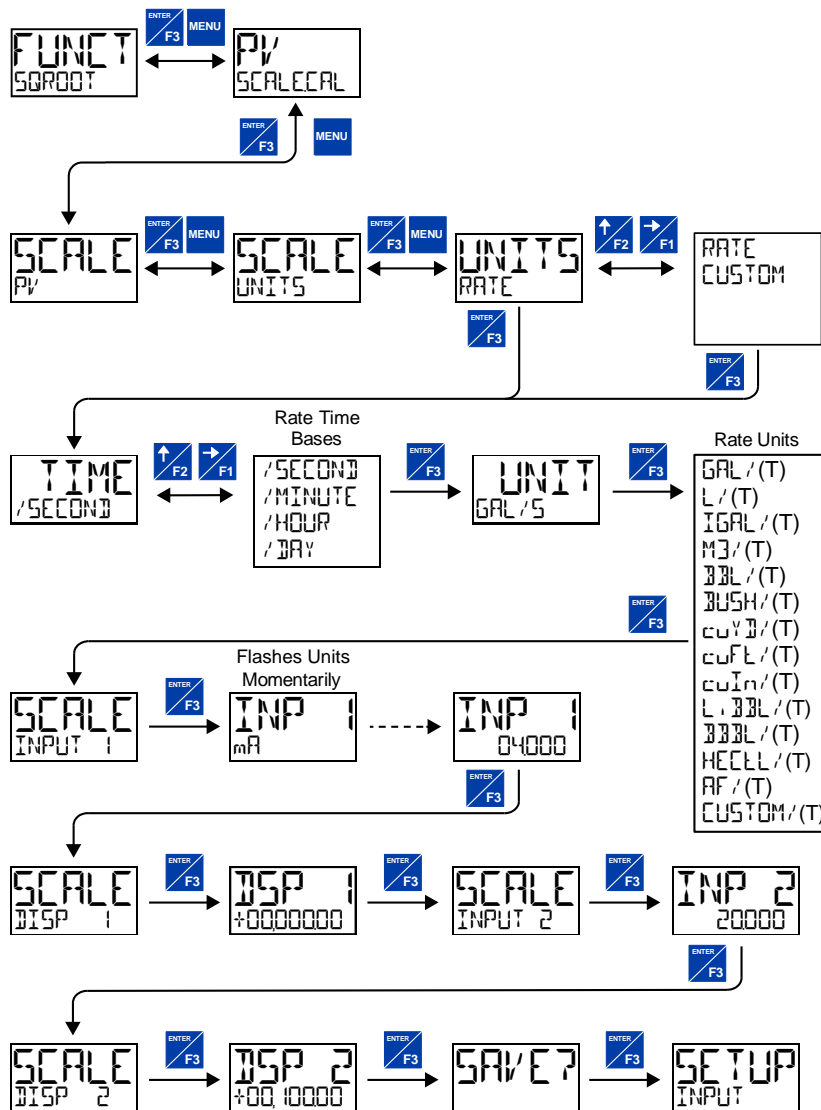 ENTER F3 MENU
FUNCT
SQROOT
PV
SCALE.CAL
ENTER F3 MENU
ENTER F3 MENU
ENTER F3 MENU
↑ F2 → F1
SCALE
PV
SCALE
UNITS
UNITS
RATE
RATE
CUSTOM
ENTER F3
ENTER F3
Rate Time
Bases
TIME
/SECOND
↑ F2 → F1
/SECOND
/MINUTE
/HOUR
/DAY
ENTER F3
UNIT
GAL/S
ENTER F3
Rate Units
GAL/(T)
L/(T)
IGAL/(T)
M3/(T)
BBL/(T)
BUSH/(T)
cuYD/(T)
cuFt/(T)
cuIn/(T)
LiBBL/(T)
BBBL/(T)
HECtL/(T)
AF/(T)
CUSTOM/(T)
ENTER F3
Flashes Units
Momentarily
SCALE
INPUT 1
ENTER F3
INP 1
mA
INP 1
04.000
ENTER F3
SCALE
DISP 1
ENTER F3
DSP 1
+00,000.00
ENTER F3
SCALE
INPUT 2
ENTER F3
INP 2
20.000
ENTER F3
SCALE
DISP 2
ENTER F3
DSP 2
+00,100.00
ENTER F3
SAVE?
ENTER F3
SETUP
INPUT